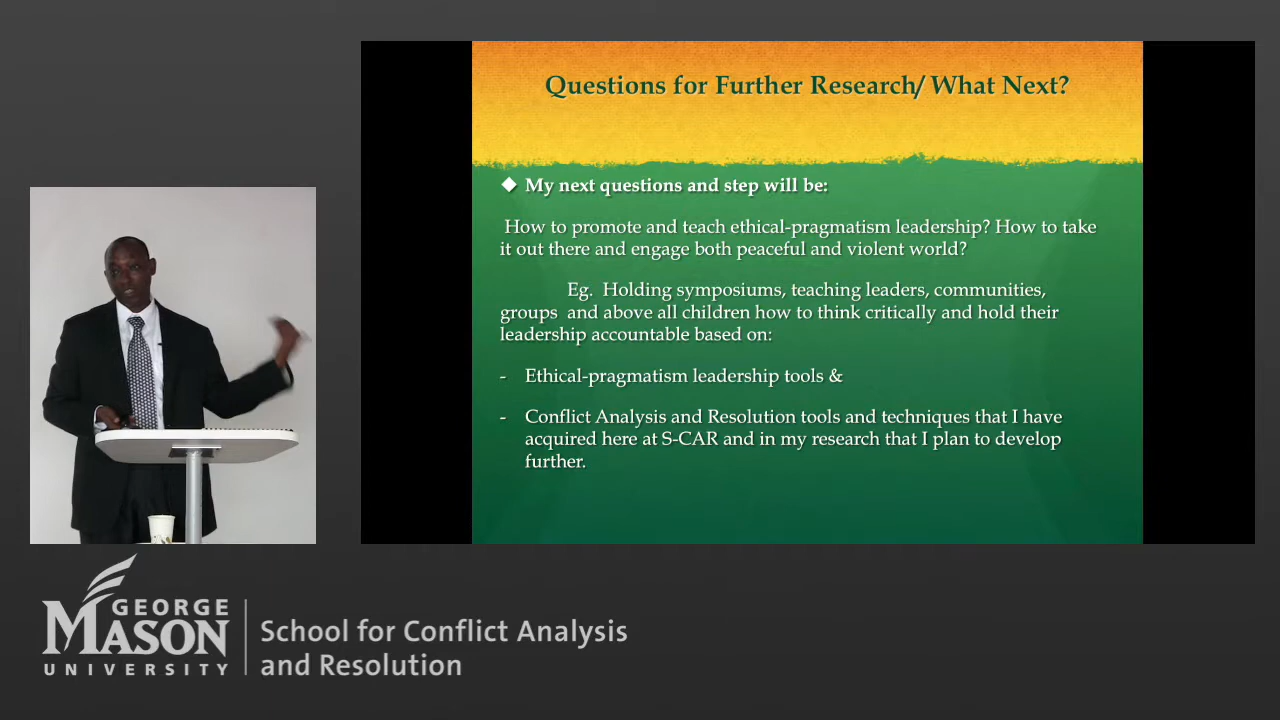 Questions for Further Research/ What Next?
◆ My next questions and step will be:
How to promote and teach ethical-pragmatism leadership? How to take
it out there and engage both peaceful and violent world?
Eg. Holding symposiums, teaching leaders, communities,
groups and above all children how to think critically and hold their
leadership accountable based on:
- Ethical-pragmatism leadership tools &
- Conflict Analysis and Resolution tools and techniques that I have
acquired here at S-CAR and in my research that I plan to develop
further.
GEORGE
MASON
UNIVERSITY
School for Conflict Analysis
and Resolution